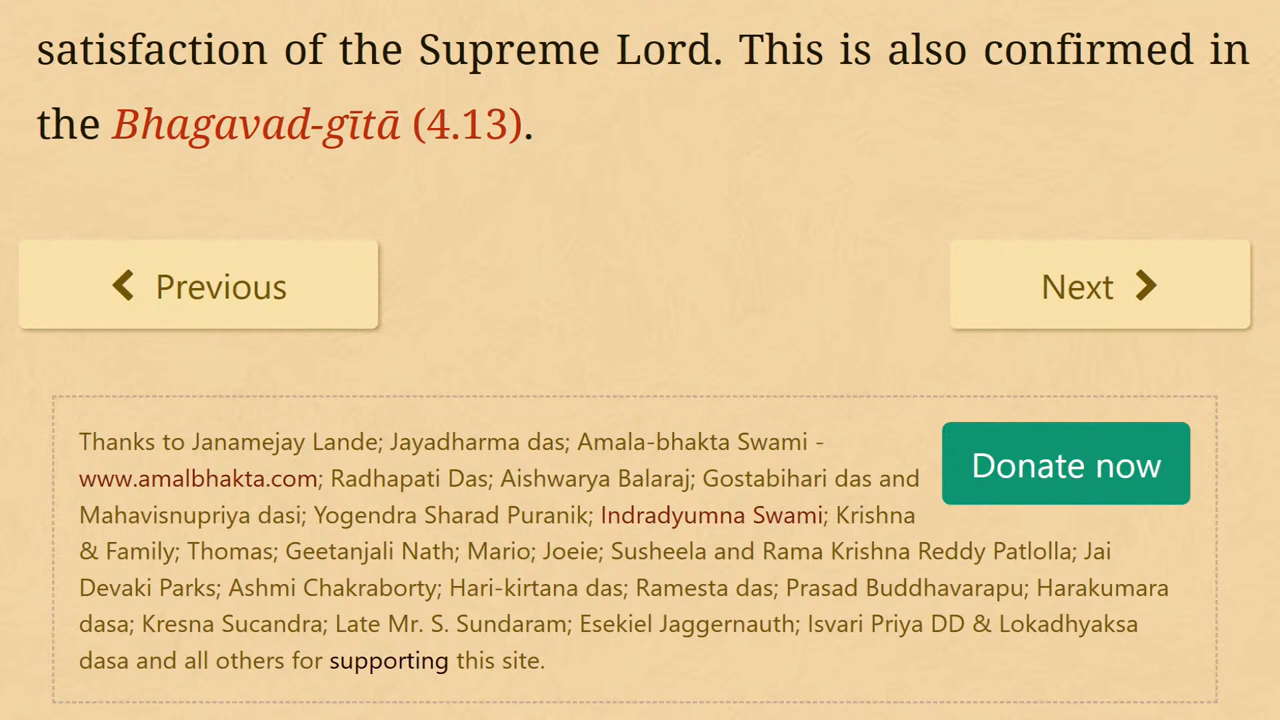 satisfaction of the Supreme Lord. This is also confirmed in
the Bhagavad-gītā (4.13).
Previous
Next
Thanks to Janamejay Lande; Jayadharma das; Amala-bhakta Swami -
www.amalbhakta.com; Radhapati Das; Aishwarya Balaraj; Gostabihari das and
Mahavisnupriya dasi; Yogendra Sharad Puranik; Indradyumna Swami; Krishna
& Family; Thomas; Geetanjali Nath; Mario; Joeie; Susheela and Rama Krishna Reddy Patlolla; Jai
Devaki Parks; Ashmi Chakraborty; Hari-kirtana das; Ramesta das; Prasad Buddhavarapu; Harakumara
dasa; Kresna Sucandra; Late Mr. S. Sundaram; Esekiel Jaggernauth; Isvari Priya DD & Lokadhyaksa
dasa and all others for supporting this site.
Donate now